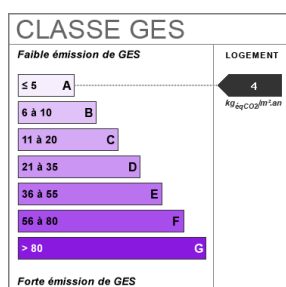 CLASSE GES
Faible émission de GES
LOGEMENT
≤ 5 A
4
kgéqCO2/m².an
6 à 10 B
11 à 20 C
21 à 35 D
36 à 55 E
56 à 80 F
> 80 G
Forte émission de GES